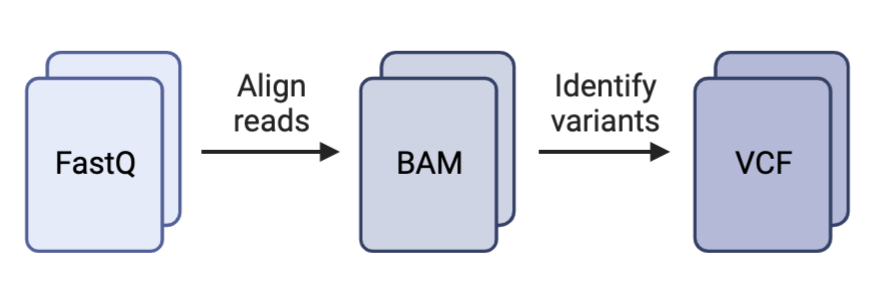 FastQ
Align
reads
BAM
Identify
variants
VCF